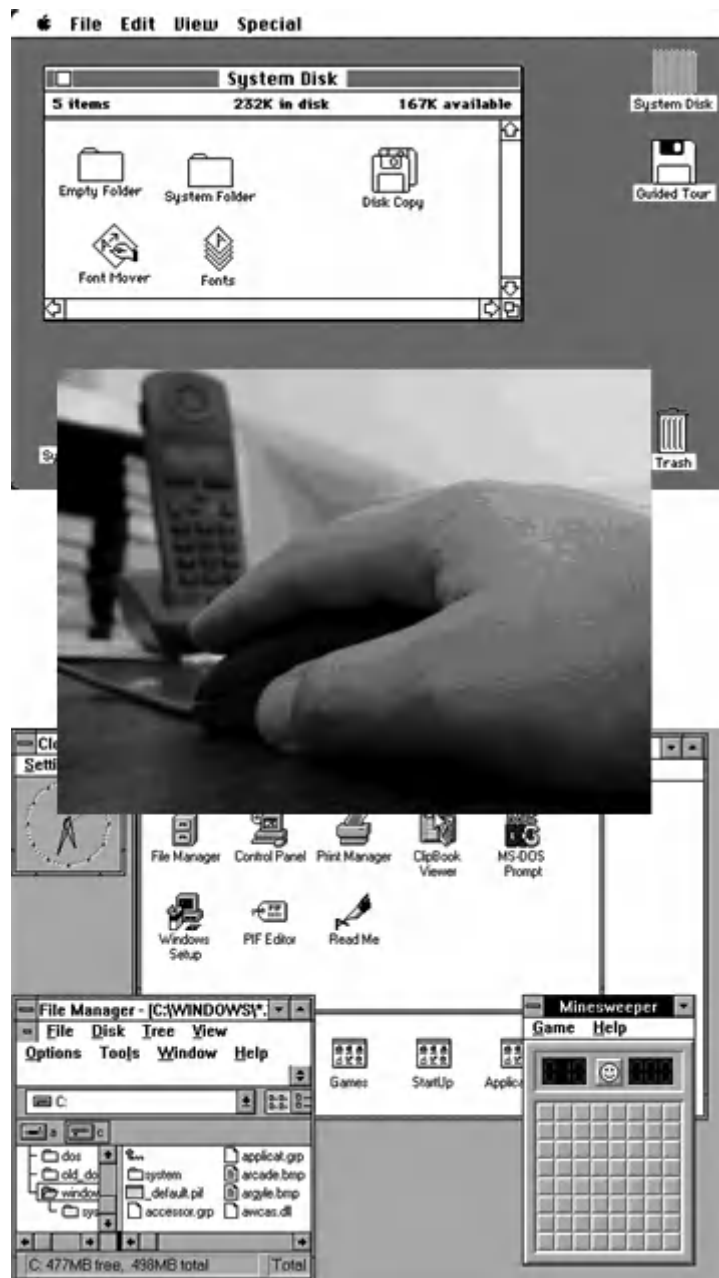 File Edit View Special
System Disk
5 items 232K in disk 167K available
System Disk
Empty Folder System Folder Disk Copy
Guided Tour
Font Mover Fonts
Trash
File Manager Control Panel Print Manager ClipBook Viewer MS-DOS Prompt
Windows Setup PIF Editor Read Me
File Manager - [C:\WINDOWS\*.
File Disk Tree View
Options Tools Window Help
C:
a c
dos
old_do
window
sys
system
_default.pif
accessor.grp
applicat.grp
arcade.bmp
argyle.bmp
awcas.dll
C: 477MB free, 498MB total Total
Games StartUp Applica
Minesweeper
Game Help